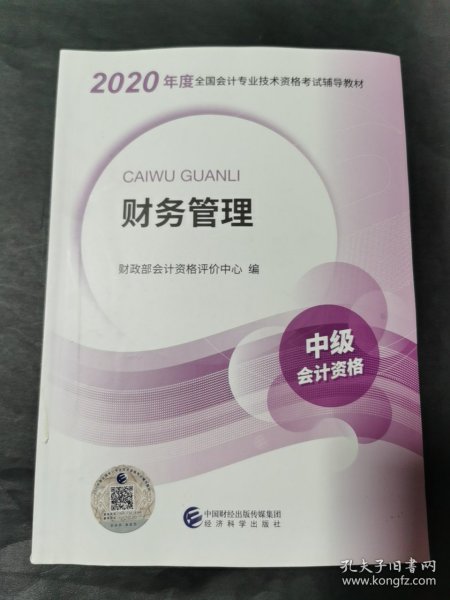 2020年度全国会计专业技术资格考试辅导教材
CAIWU GUANLI
财务管理
财政部会计资格评价中心 编
中级
会计资格
中国财经出版传媒集团
经济科学出版社
孔夫子旧书网
www.kongfz.com